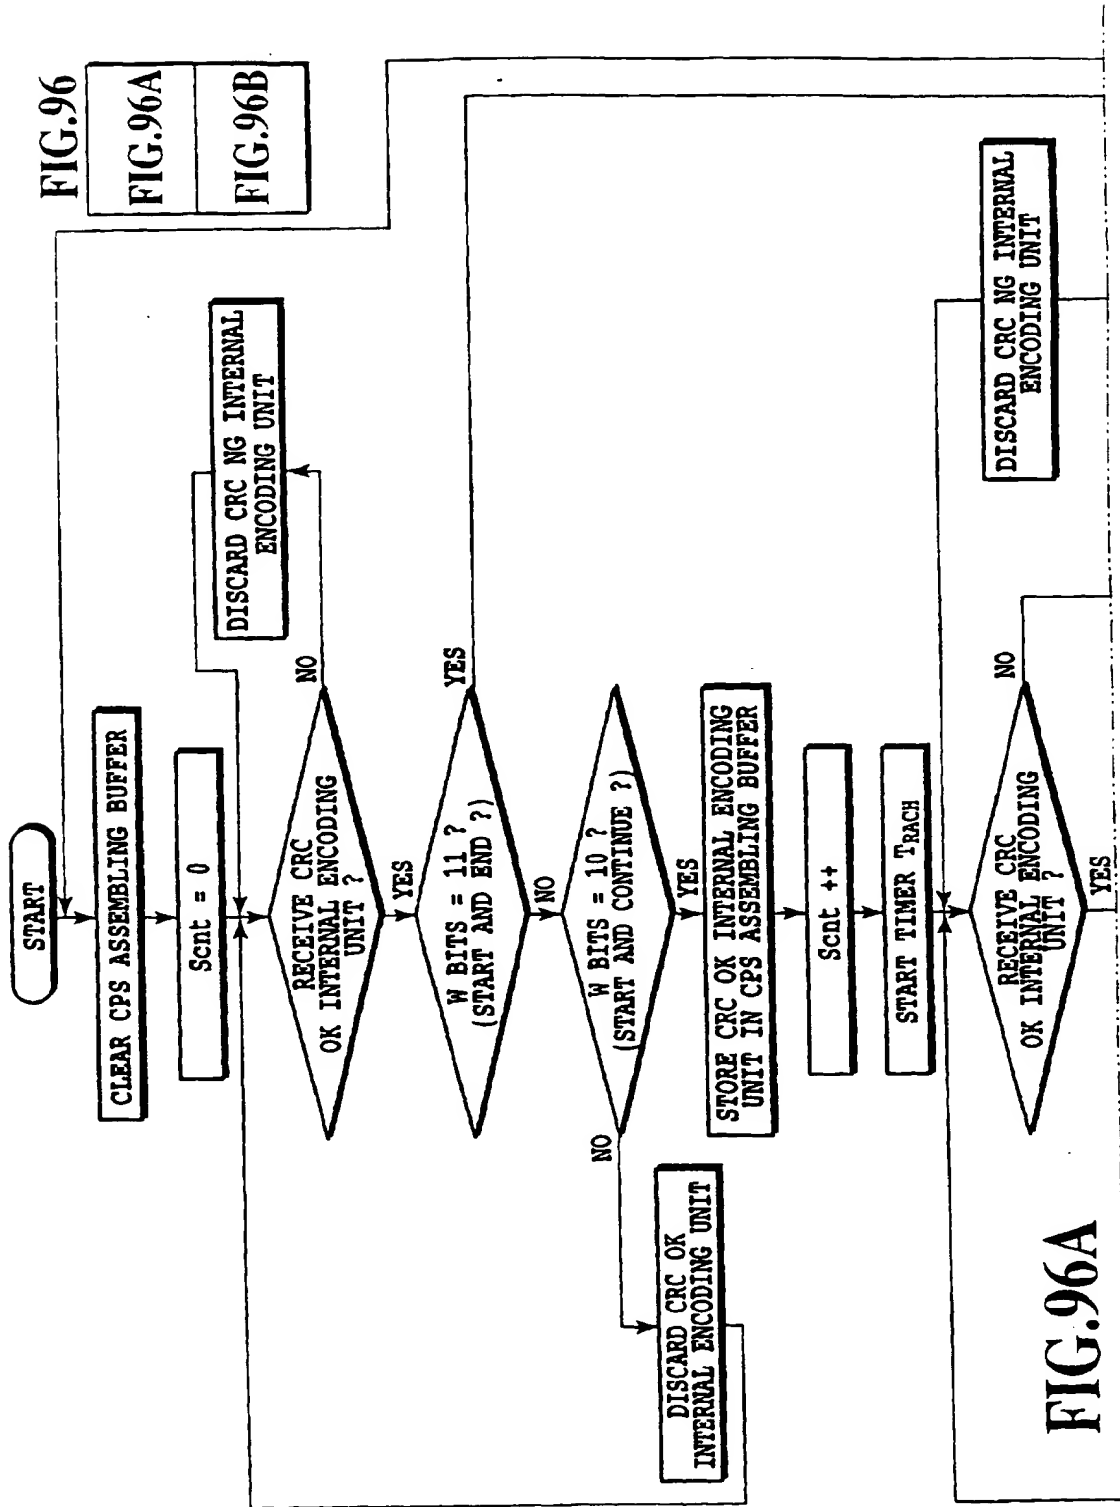 FIG.96
FIG.96A
FIG.96B
START
CLEAR CPS ASSEMBLING BUFFER
Scnt = 0
RECEIVE CRC
OK INTERNAL ENCODING
UNIT ?
NO
DISCARD CRC NG INTERNAL
ENCODING UNIT
YES
W BITS = 11 ?
(START AND END ?)
YES
NO
W BITS = 10 ?
(START AND CONTINUE ?)
NO
DISCARD CRC OK
INTERNAL ENCODING UNIT
YES
STORE CRC OK INTERNAL ENCODING
UNIT IN CPS ASSEMBLING BUFFER
Scnt ++
START TIMER TRACH
RECEIVE CRC
OK INTERNAL ENCODING
UNIT ?
NO
DISCARD CRC NG INTERNAL
ENCODING UNIT
YES
FIG.96A